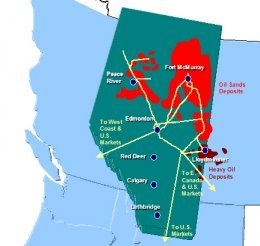 Fort McMurray
Oil Sands
Deposits
Peace
River
To West
Coast &
U.S.
Markets
Edmonton
Red Deer
Lloydminster
To E.
Canada
& U.S.
Markets
Heavy Oil
Deposits
Calgary
Lethbridge
To U.S.
Markets